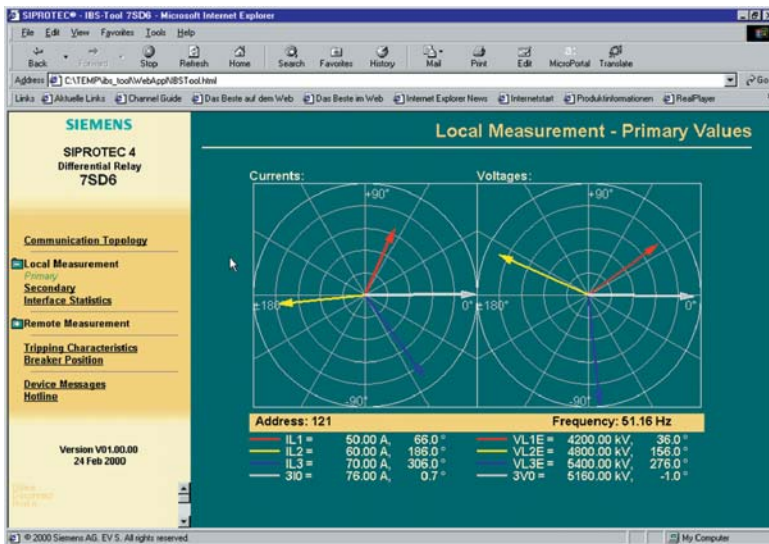 SIPROTEC® - IBS-Tool 7SD6 - Microsoft Internet Explorer
File Edit View Favorites Tools Help
Back Forward Stop Refresh Home Search Favorites History Mail Print Edit MicroPortal Translate
Address C:\TEMP\ibs_tool\WebAppl\IBSTool.html Go
Links Aktuelle Links Channel Guide Das Beste auf dem Web Das Beste im Web Internet Explorer News Internetstart Produktinformationen RealPlayer
SIEMENS
SIPROTEC 4
Differential Relay
7SD6
Communication Topology
Local Measurement
Primary
Secondary
Interface Statistics
Remote Measurement
Tripping Characteristics
Breaker Position
Device Messages
Hotline
Version V01.00.00
24 Feb 2000
Local Measurement - Primary Values
Currents: Voltages:
+90° +90°
±180° 0° ±180° 0°
-90° -90°
Address: 121 Frequency: 51.16 Hz
IL1 = 50.00 A, 66.0 ° VL1E = 4200.00 kV, 36.0 °
IL2 = 60.00 A, 186.0 ° VL2E = 4800.00 kV, 156.0 °
IL3 = 70.00 A, 306.0 ° VL3E = 5400.00 kV, 276.0 °
3I0 = 76.00 A, 0.7 ° 3V0 = 5160.00 kV, -1.0 °
© 2000 Siemens AG. EV S. All rights reserved. My Computer